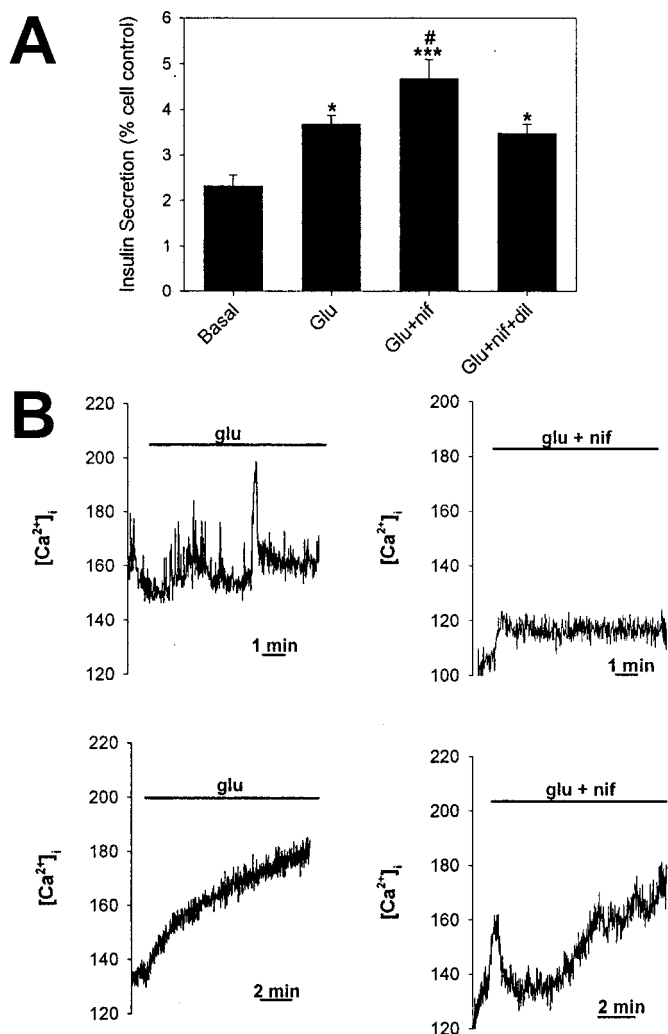 A
6
5
4
3
2
1
0
Insulin Secretion (% cell control)
*
#
***
*
Basal
Glu
Glu+nif
Glu+nif+dil
B
220
200
180
160
140
120
[Ca²⁺]ᵢ
glu
1 min
200
180
160
140
120
100
[Ca²⁺]ᵢ
glu + nif
1 min
220
200
180
160
140
120
[Ca²⁺]ᵢ
glu
2 min
220
200
180
160
140
120
[Ca²⁺]ᵢ
glu + nif
2 min